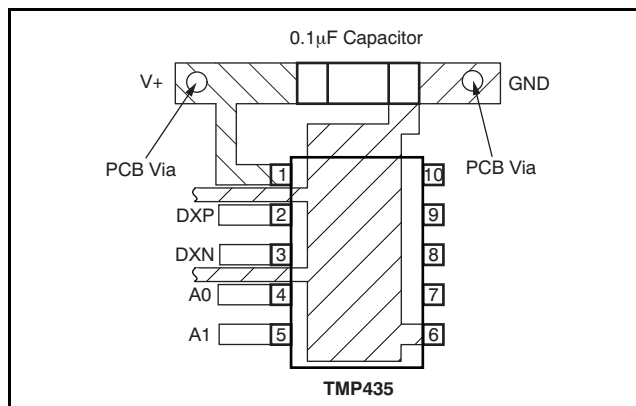 0.1µF Capacitor
V+
GND
PCB Via
PCB Via
1
10
DXP
2
9
DXN
3
8
A0
4
7
A1
5
6
TMP435